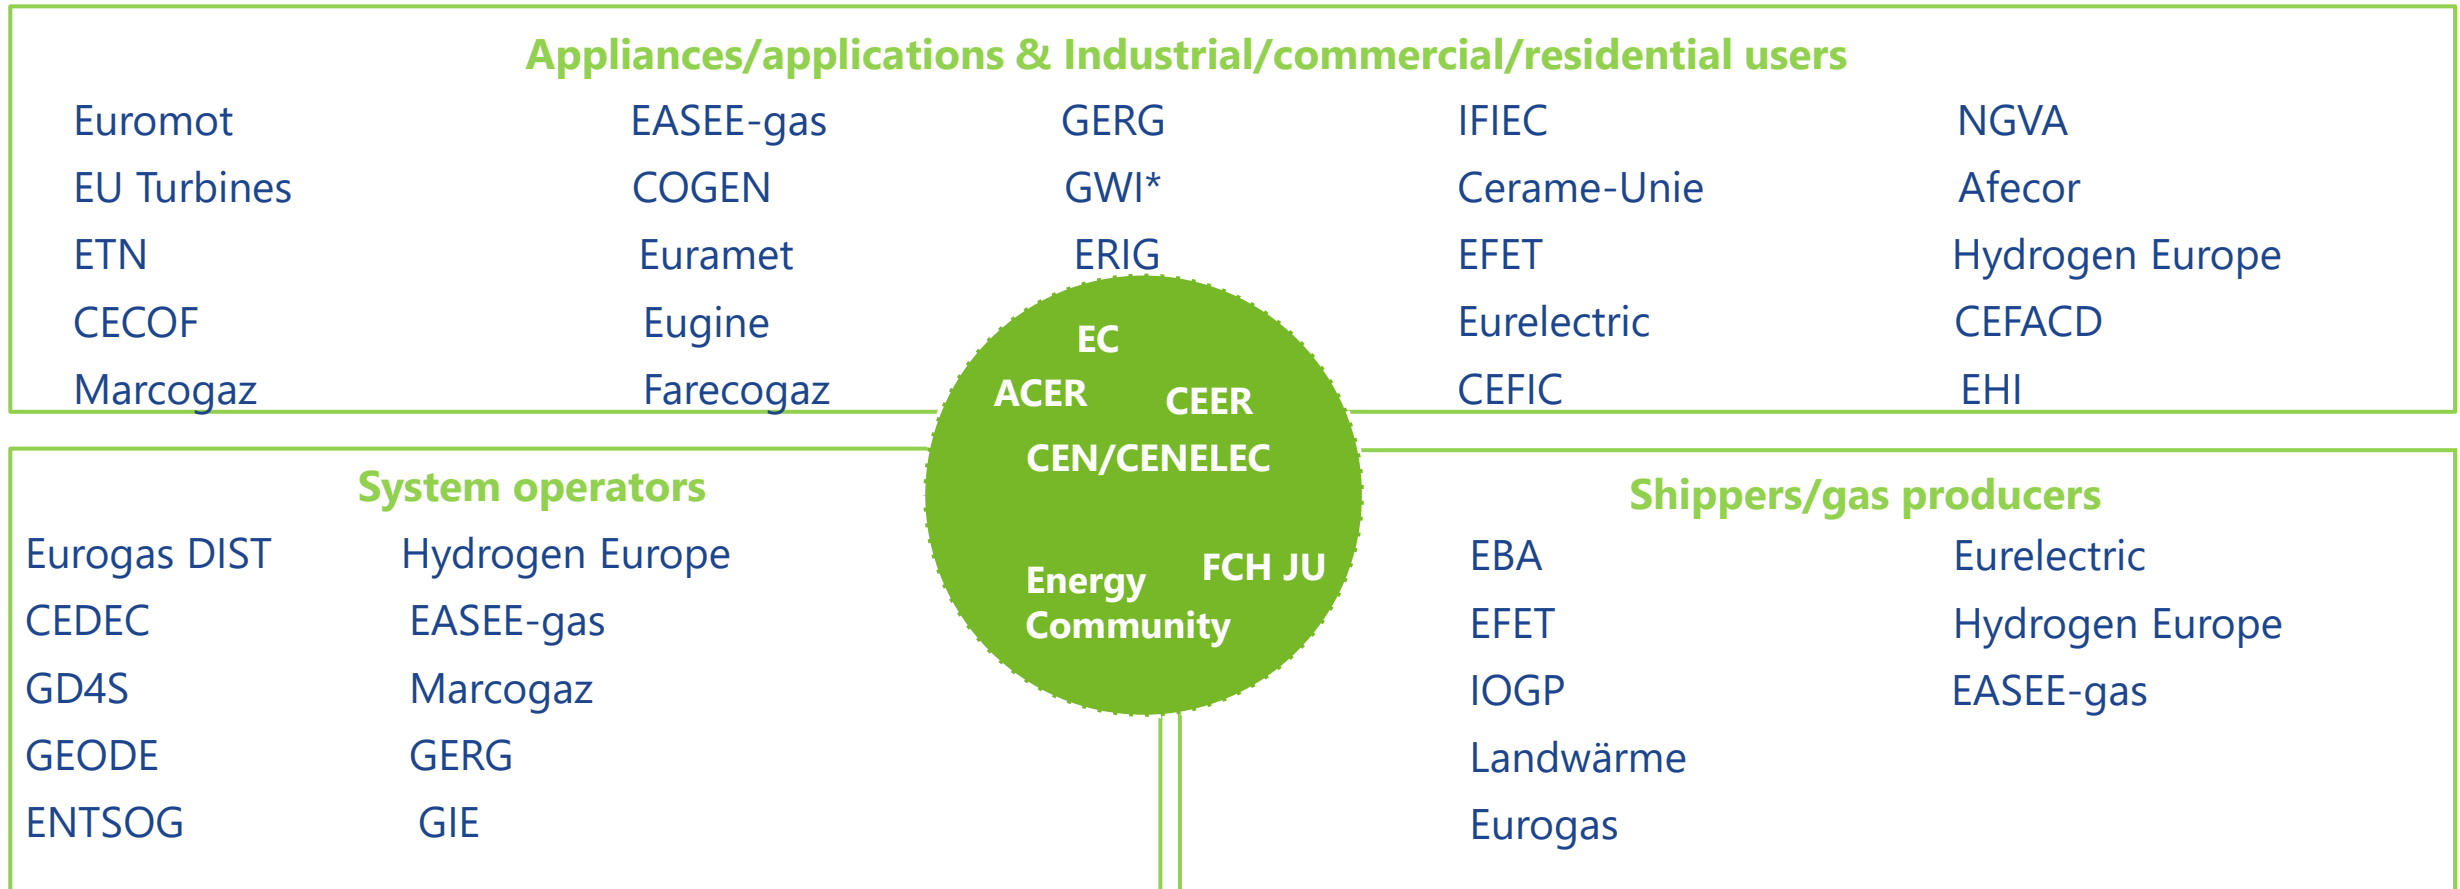 Appliances/applications & Industrial/commercial/residential users
Euromot EASEE-gas GERG IFIEC NGVA
EU Turbines COGEN GWI* Cerame-Unie Afecor
ETN Euramet ERIG EFET Hydrogen Europe
CECOF Eugine Eurelectric CEFACD
Marcogaz Farecogaz CEFIC EHI
EC
ACER CEER
CEN/CENELEC
Energy
Community
FCH JU
System operators
Eurogas DIST Hydrogen Europe
CEDEC EASEE-gas
GD4S Marcogaz
GEODE GERG
ENTSOG GIE
Shippers/gas producers
EBA Eurelectric
EFET Hydrogen Europe
IOGP EASEE-gas
Landwärme
Eurogas